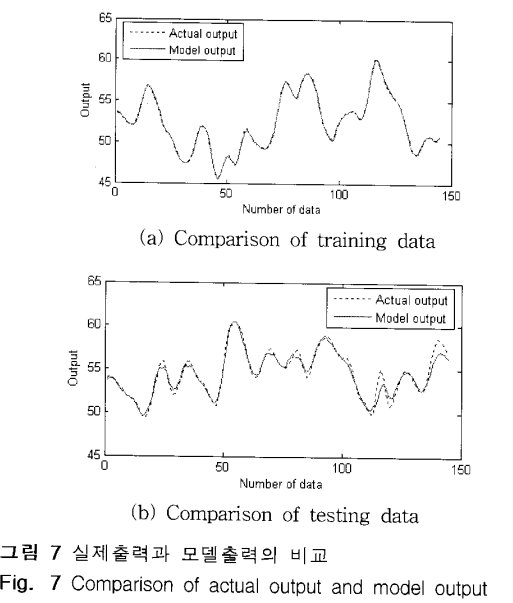 65
60
55
50
45
Output
Actual output
Model output
0
50
100
150
Number of data
(a) Comparison of training data
65
60
55
50
45
Output
Actual output
Model output
0
50
100
150
Number of data
(b) Comparison of testing data
그림 7 실제출력과 모델출력의 비교
Fig. 7 Comparison of actual output and model output